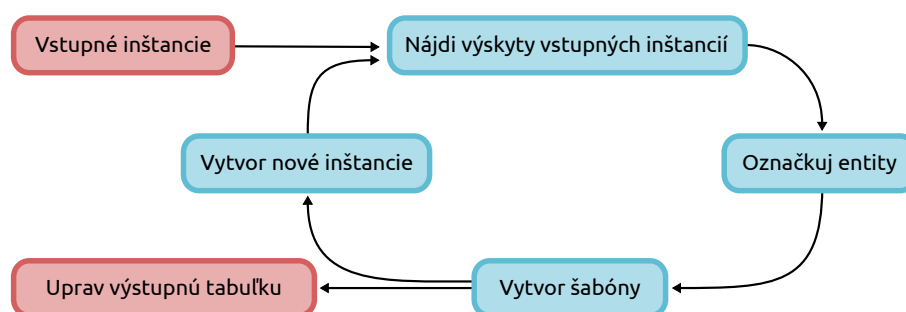 Vstupné inštancie
Nájdi výskyty vstupných inštancií
Vytvor nové inštancie
Označkuj entity
Uprav výstupnú tabuľku
Vytvor šabóny